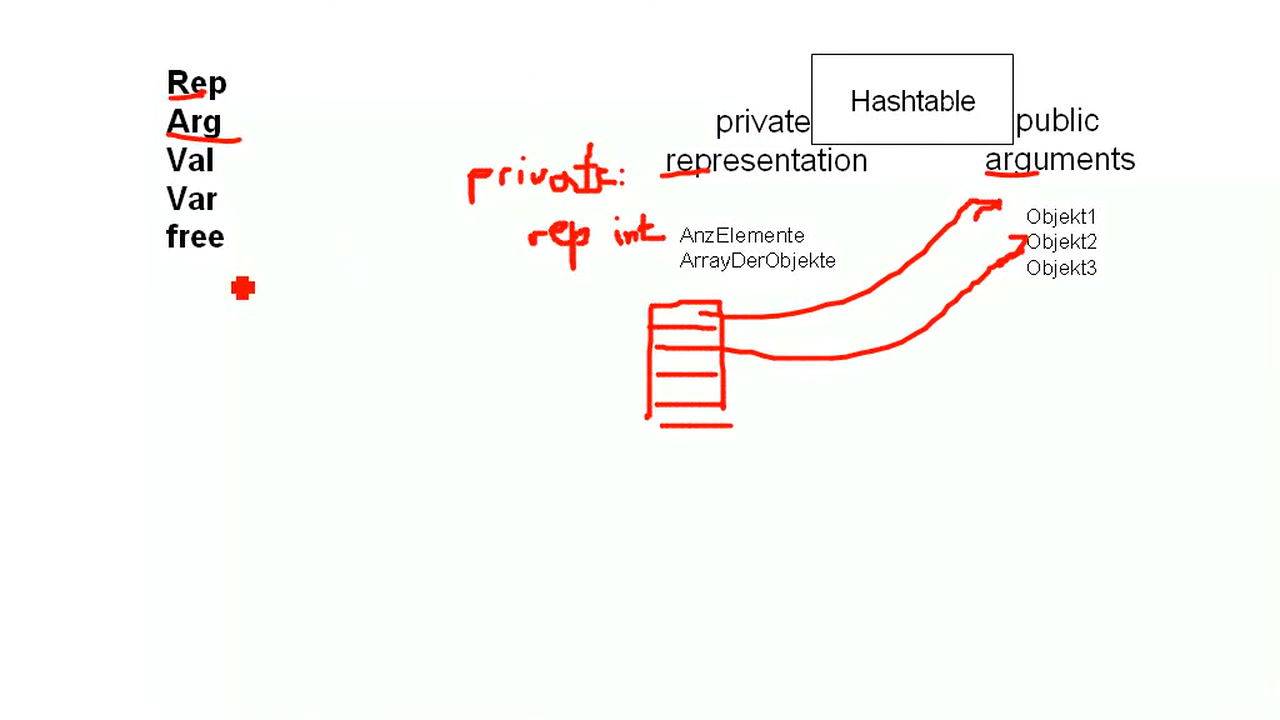 Rep
Arg
Val
Var
free
Hashtable
private
public
representation
arguments
private:
rep int
AnzElemente
ArrayDerObjekte
Objekt1
Objekt2
Objekt3